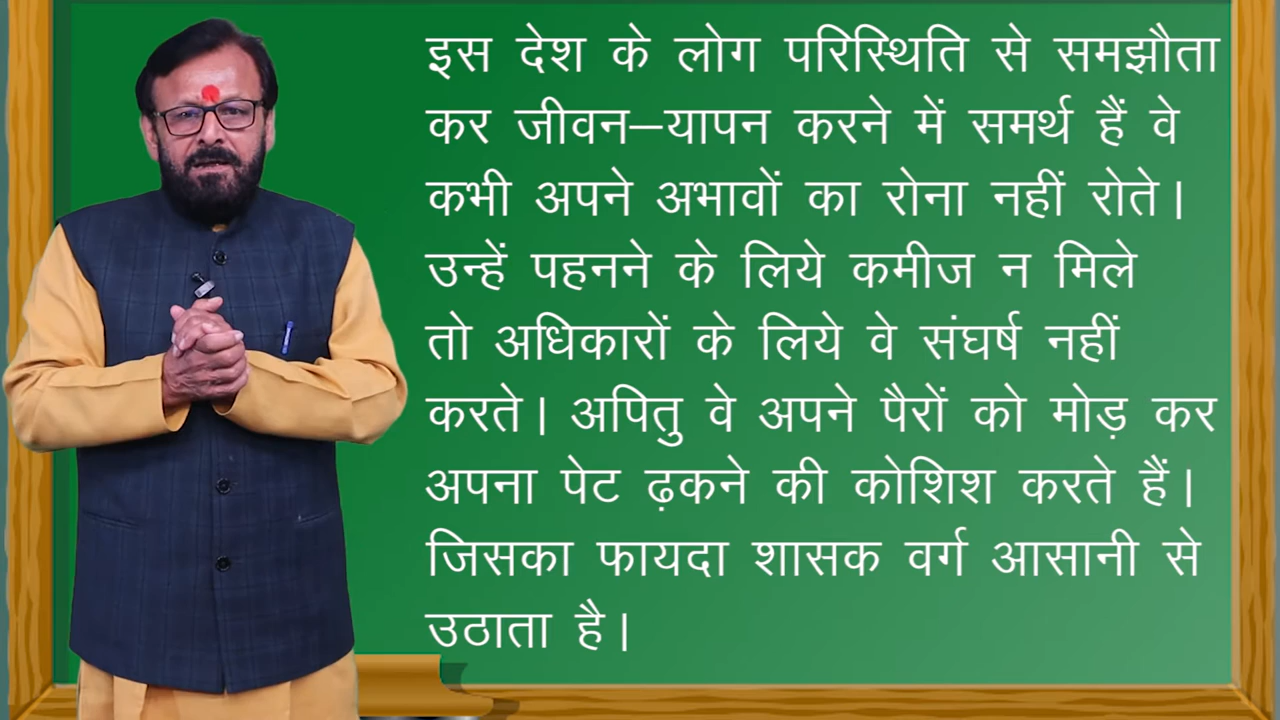 इस देश के लोग परिस्थिति से समझौता
कर जीवन–यापन करने में समर्थ हैं वे
कभी अपने अभावों का रोना नहीं रोते।
उन्हें पहनने के लिये कमीज न मिले
तो अधिकारों के लिये वे संघर्ष नहीं
करते। अपितु वे अपने पैरों को मोड़ कर
अपना पेट ढ़कने की कोशिश करते हैं।
जिसका फायदा शासक वर्ग आसानी से
उठाता है।